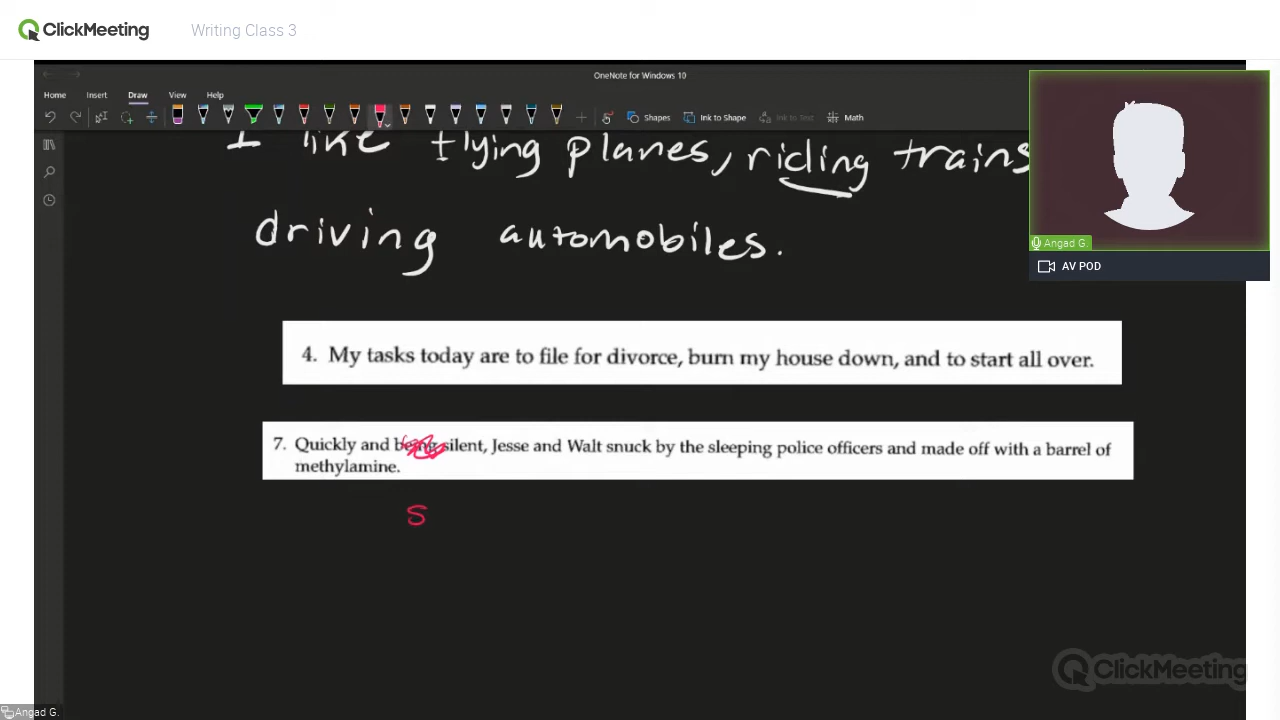 ClickMeeting Writing Class 3
OneNote for Windows 10
Home Insert Draw View Help
Shapes Ink to Shape Ink to Text Math
I like flying planes, riding trains
driving automobiles.
Angad G.
AV POD
4. My tasks today are to file for divorce, burn my house down, and to start all over.
7. Quickly and being silent, Jesse and Walt snuck by the sleeping police officers and made off with a barrel of
methylamine.
S
ClickMeeting
Angad G.